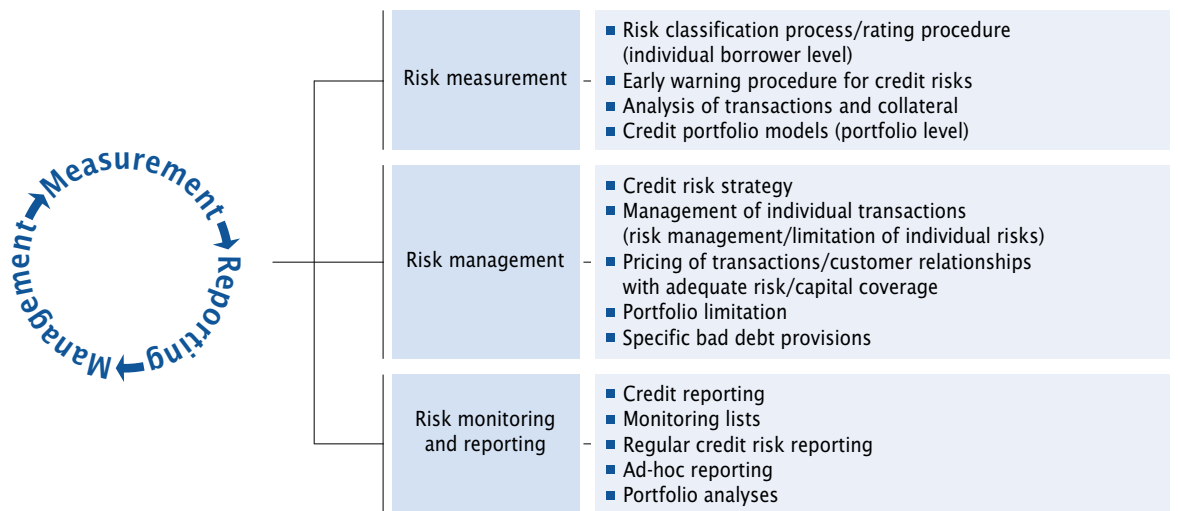 Measurement
Reporting
Management
Risk measurement
■ Risk classification process/rating procedure
(individual borrower level)
■ Early warning procedure for credit risks
■ Analysis of transactions and collateral
■ Credit portfolio models (portfolio level)
Risk management
■ Credit risk strategy
■ Management of individual transactions
(risk management/limitation of individual risks)
■ Pricing of transactions/customer relationships
with adequate risk/capital coverage
■ Portfolio limitation
■ Specific bad debt provisions
Risk monitoring
and reporting
■ Credit reporting
■ Monitoring lists
■ Regular credit risk reporting
■ Ad-hoc reporting
■ Portfolio analyses